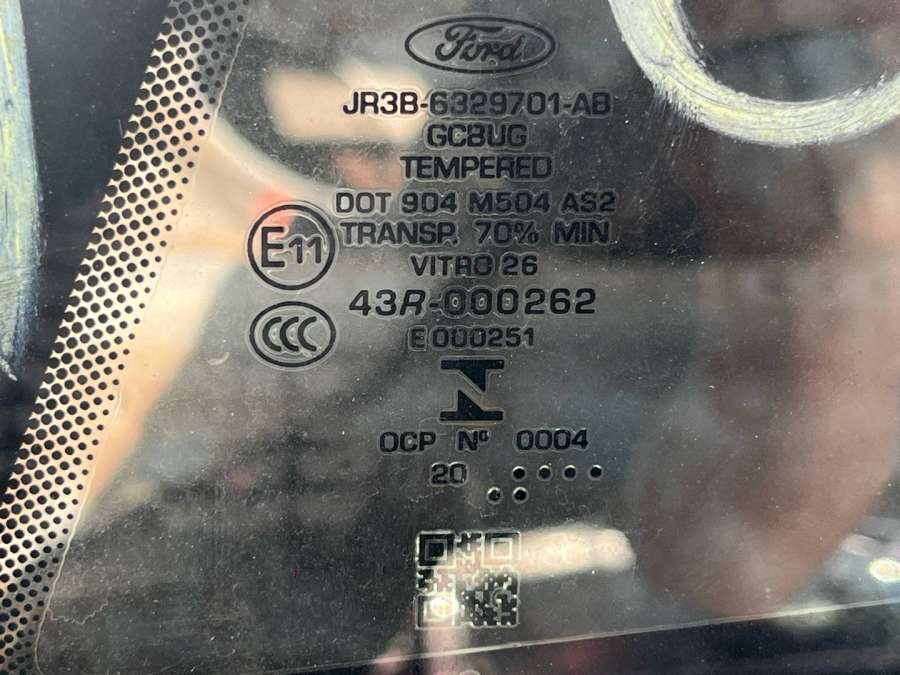 Ford
JR3B-6329701-AB
GCBUG
TEMPERED
DOT 904 M504 AS2
TRANSP. 70% MIN
E11
VITRO 26
43R-000262
CCC
E000251
OCP Nº 0004
20